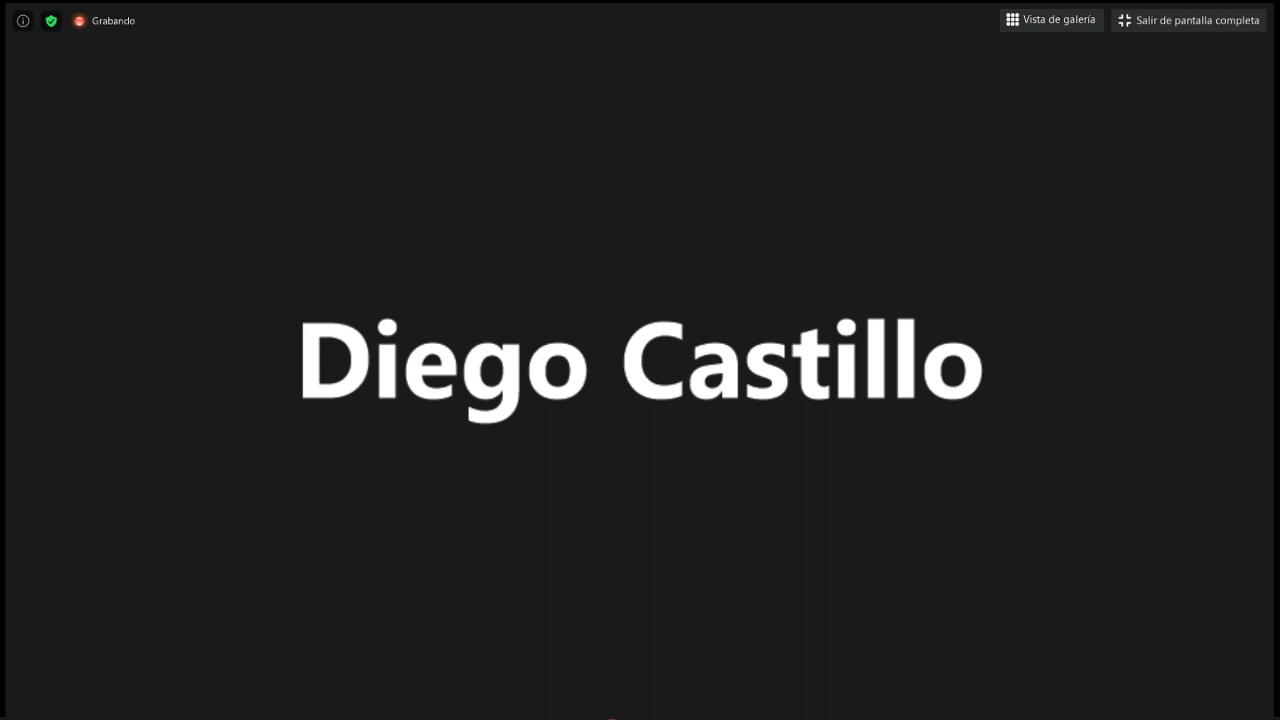 Grabando
Vista de galería
Salir de pantalla completa
Diego Castillo